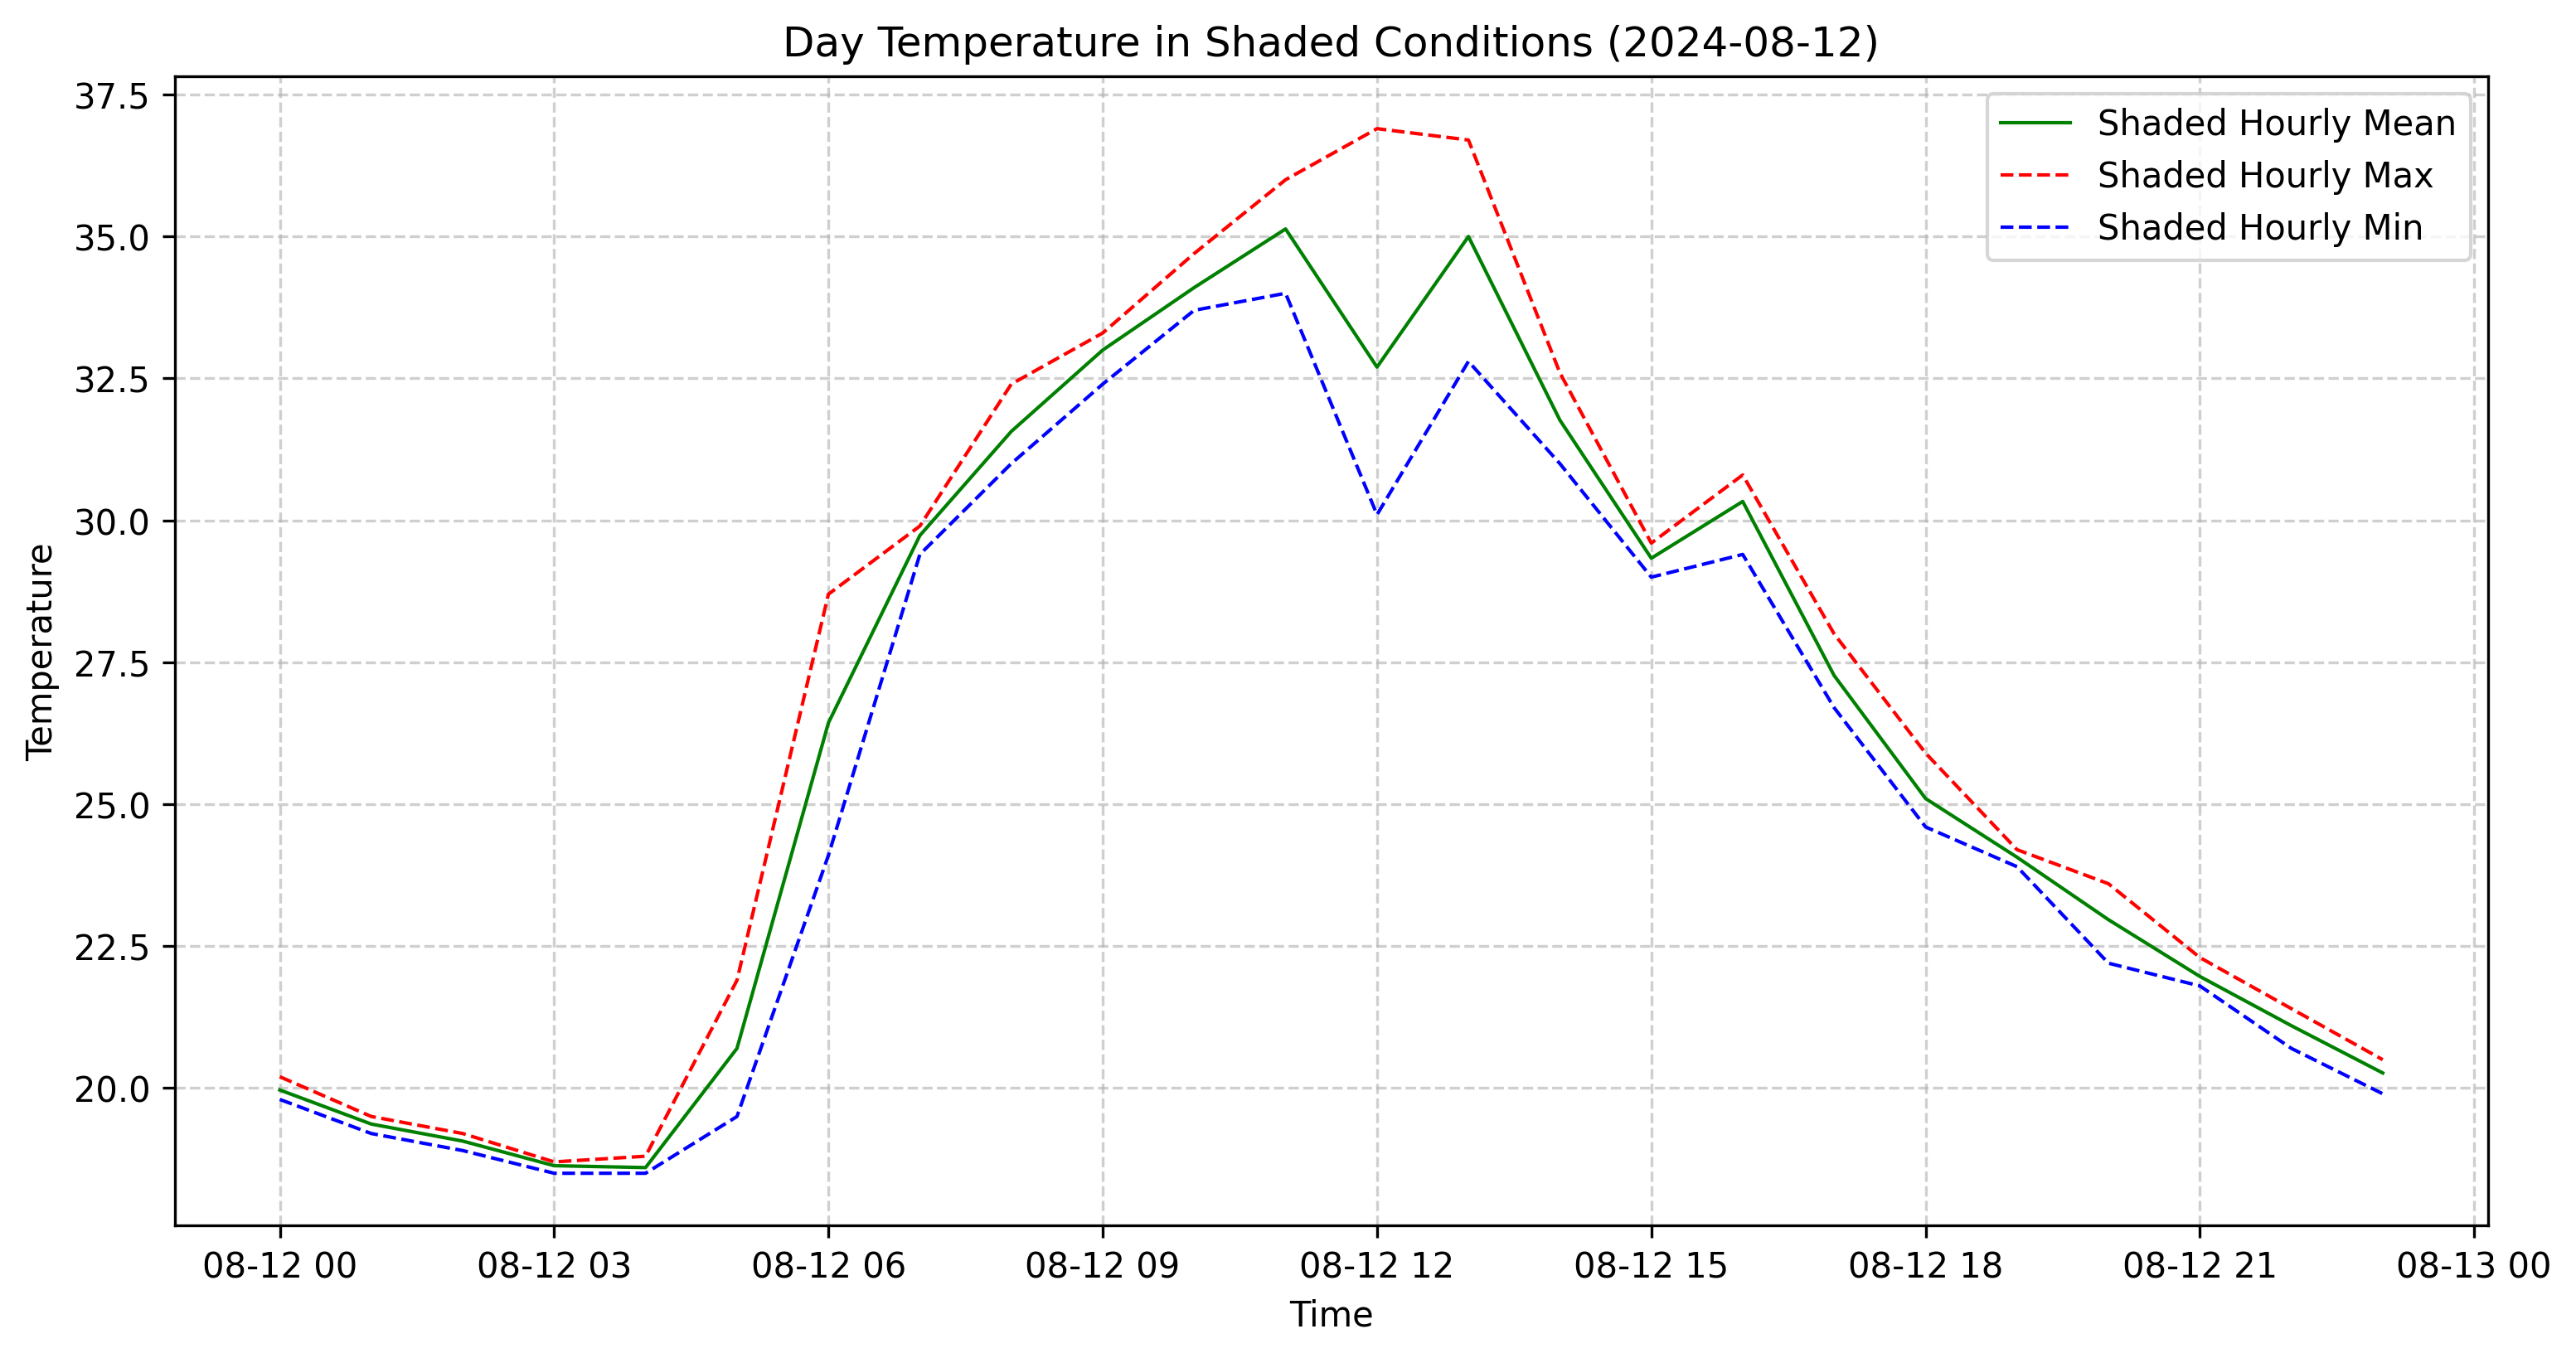 Day Temperature in Shaded Conditions (2024-08-12)
37.5
35.0
32.5
30.0
27.5
25.0
22.5
20.0
Temperature
Shaded Hourly Mean
Shaded Hourly Max
Shaded Hourly Min
08-12 00 08-12 03 08-12 06 08-12 09 08-12 12 08-12 15 08-12 18 08-12 21 08-13 00
Time